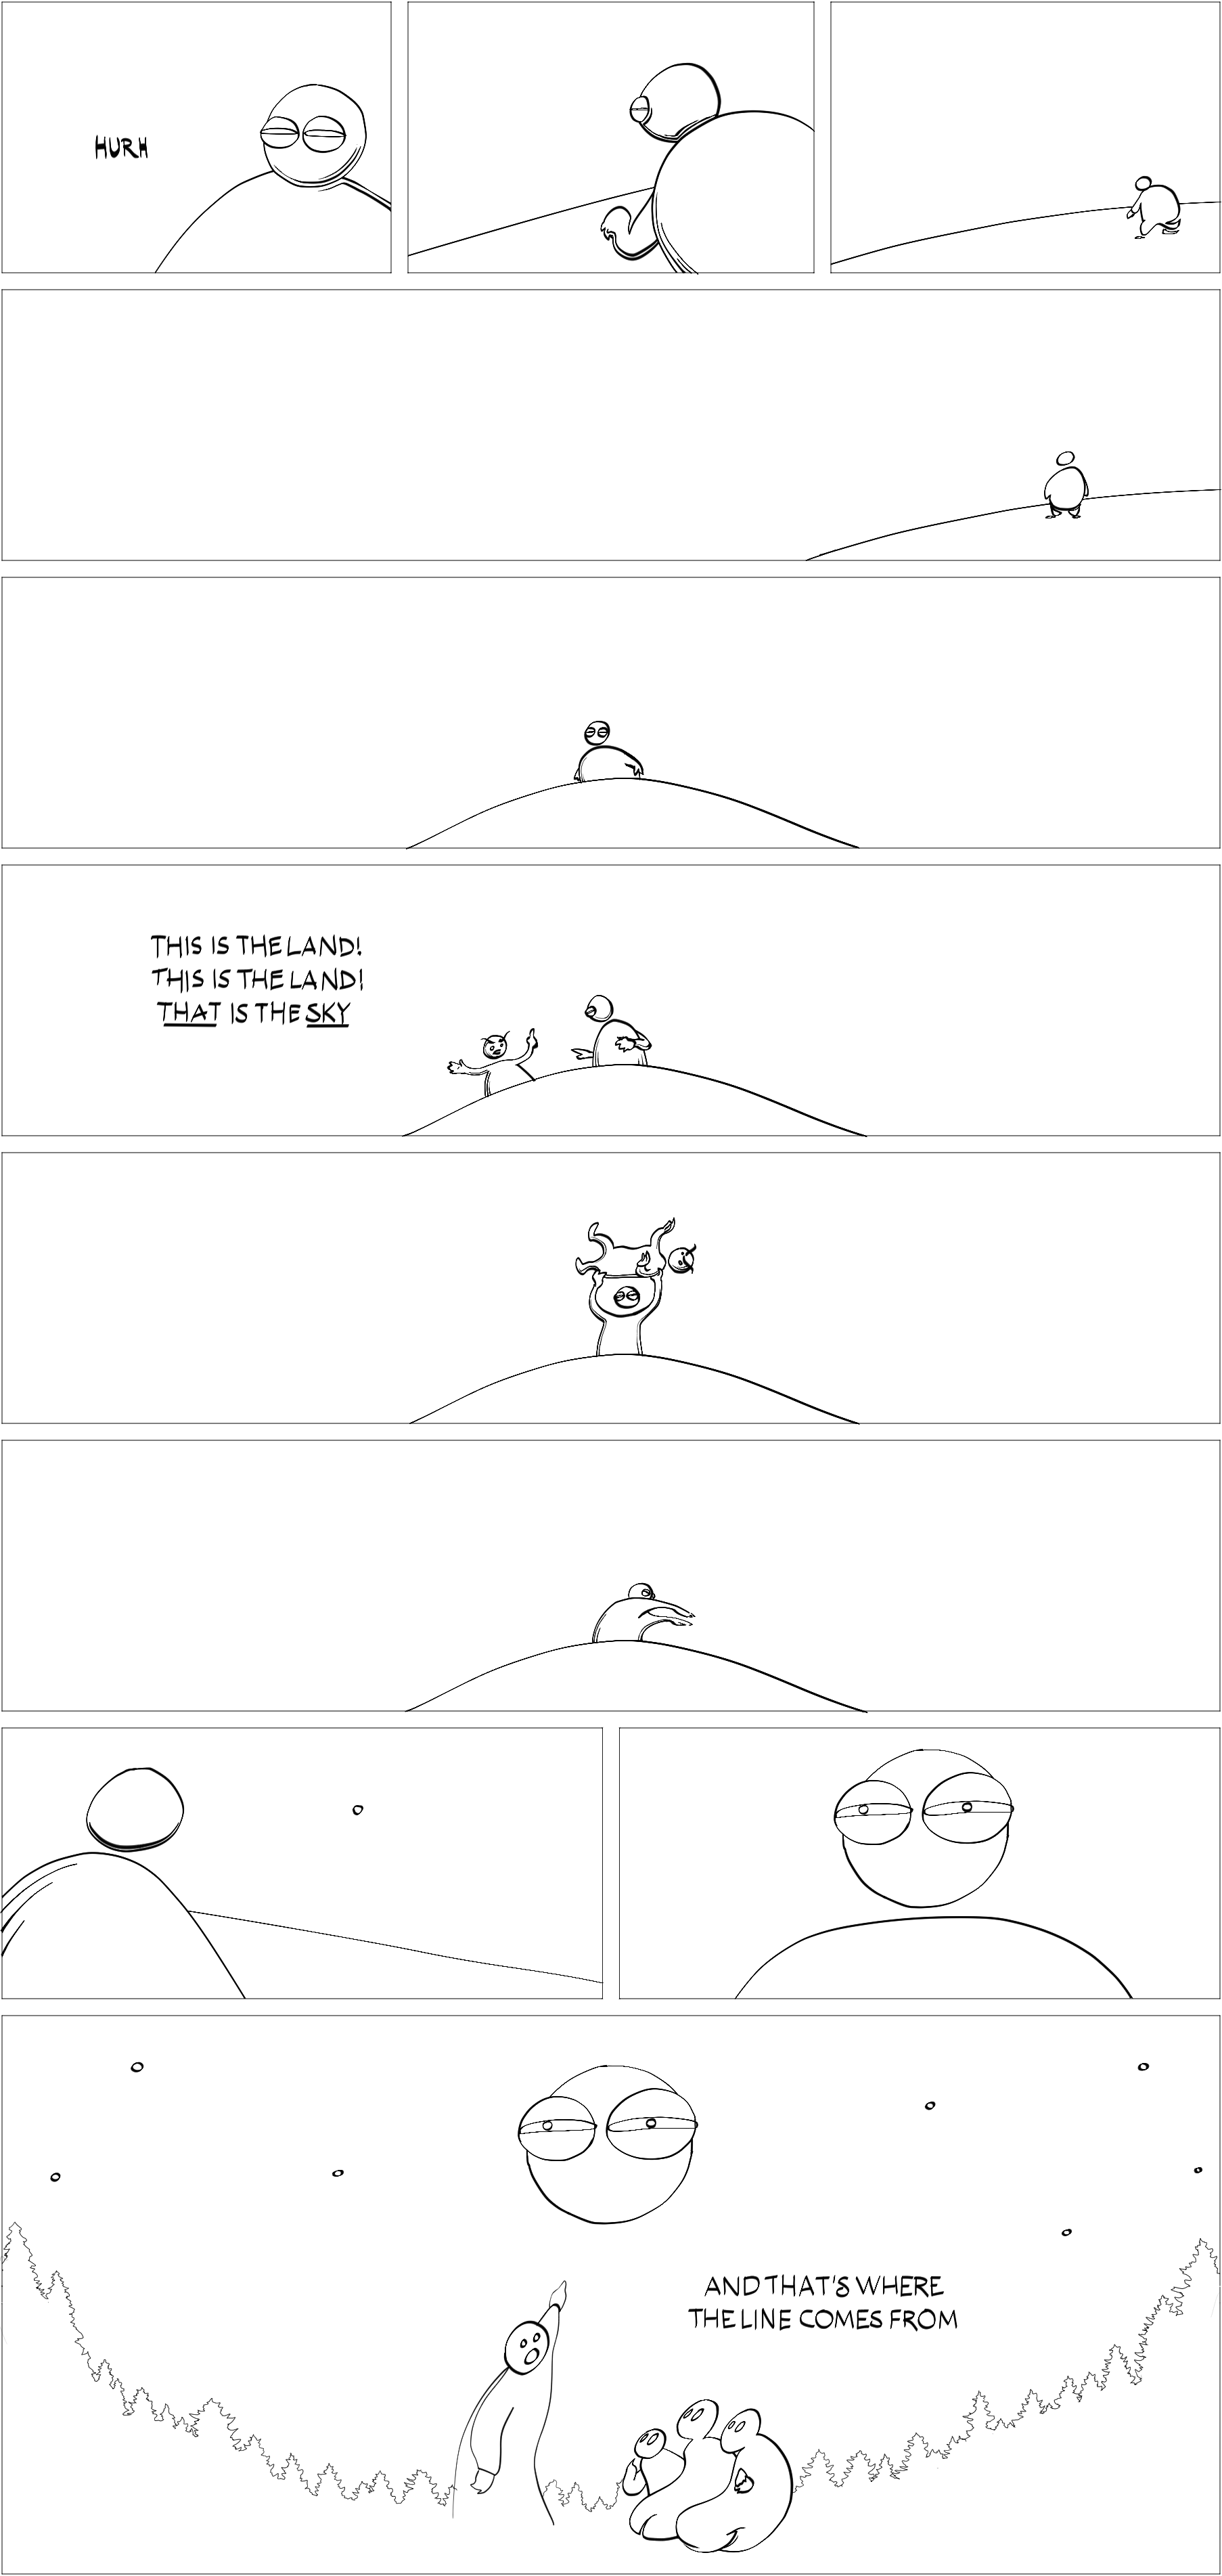 HURH
THIS IS THE LAND!
THIS IS THE LAND!
THAT IS THE SKY
AND THAT'S WHERE
THE LINE COMES FROM